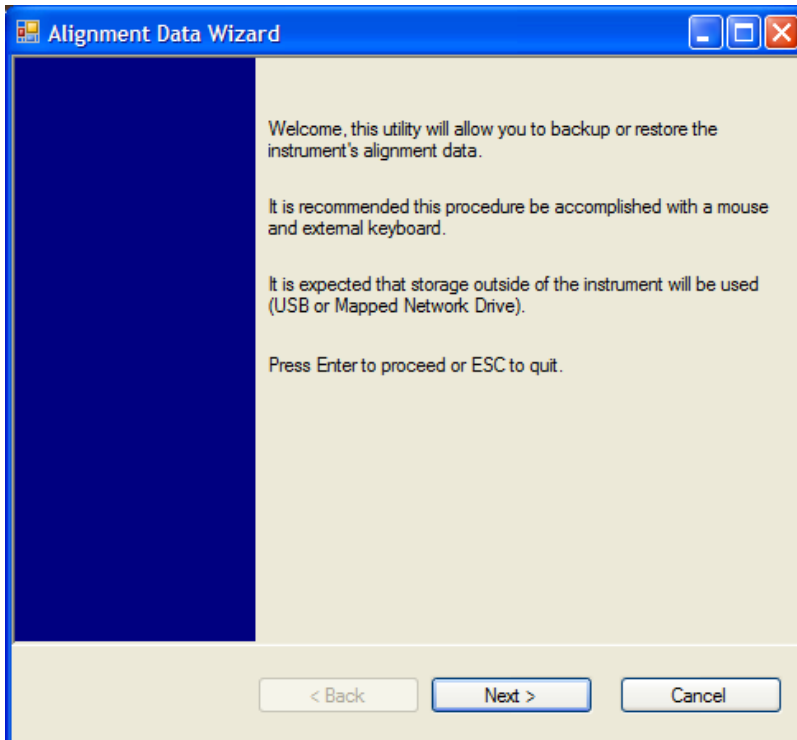 Alignment Data Wizard
Welcome, this utility will allow you to backup or restore the
instrument's alignment data.
It is recommended this procedure be accomplished with a mouse
and external keyboard.
It is expected that storage outside of the instrument will be used
(USB or Mapped Network Drive).
Press Enter to proceed or ESC to quit.
< Back
Next >
Cancel